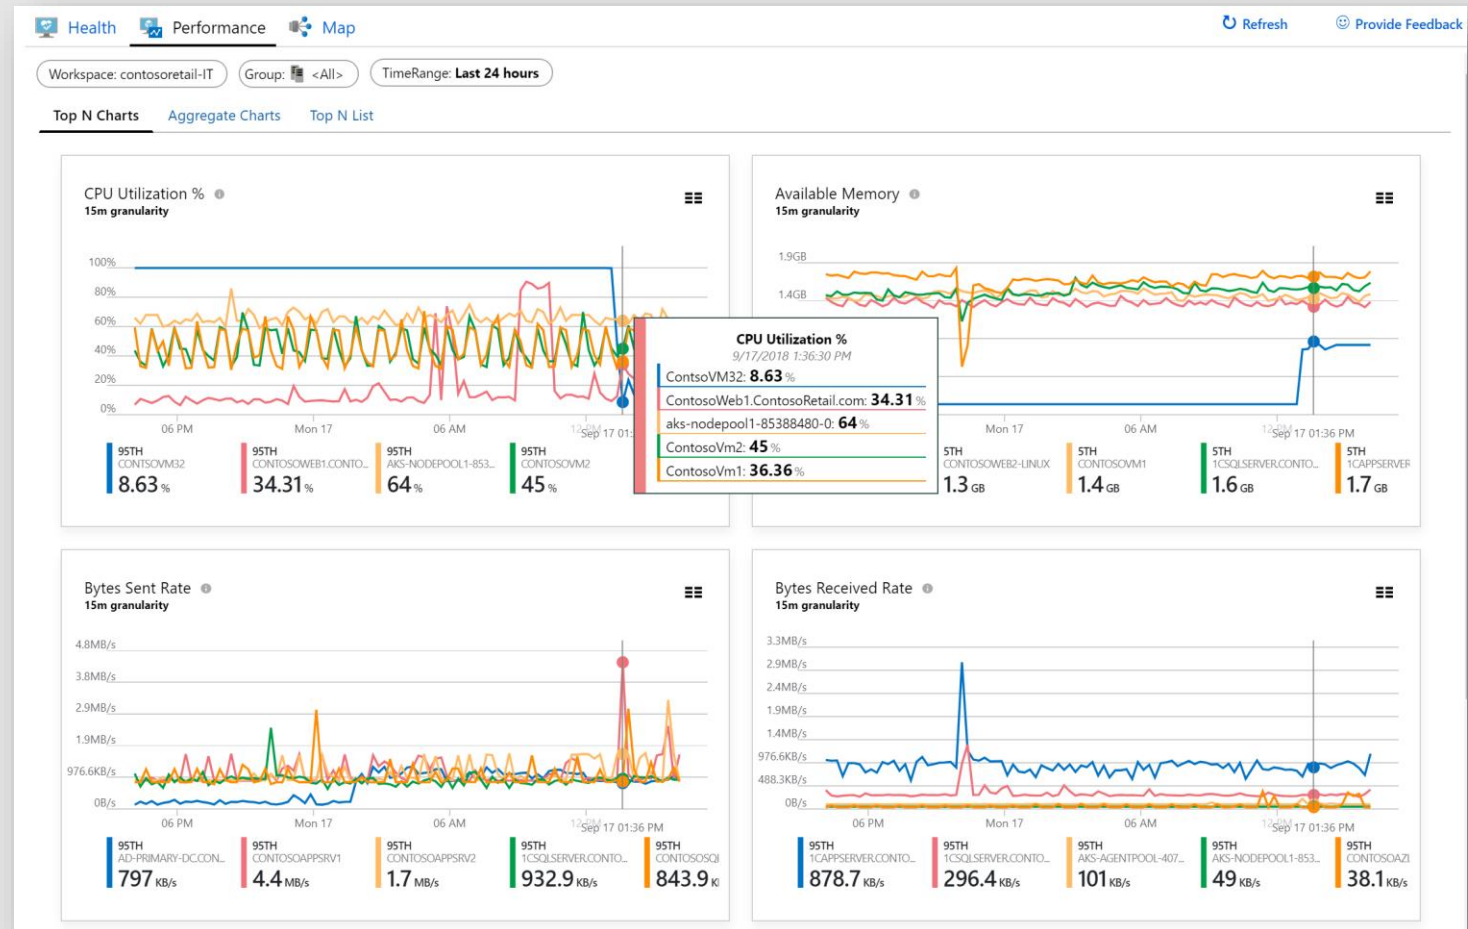 Health Performance Map Refresh Provide Feedback
Workspace: contosoretail-IT Group: <All> TimeRange: Last 24 hours
Top N Charts Aggregate Charts Top N List
CPU Utilization %
15m granularity
100%
80%
60%
40%
20%
0%
06 PM Mon 17 06 AM Sep 17 01:
95TH 95TH 95TH 95TH
CONTSOVM32 CONTOSOWEB1.CONTO... AKS-NODEPOOL1-853... CONTOSOVM2
8.63 % 34.31 % 64 % 45 %
CPU Utilization %
9/17/2018 1:36:30 PM
ContsoVM32: 8.63 %
ContosoWeb1.ContosoRetail.com: 34.31 %
aks-nodepool1-85388480-0: 64 %
ContosoVm2: 45 %
ContosoVm1: 36.36 %
Available Memory
15m granularity
1.9GB
1.4GB
Mon 17 06 AM Sep 17 01:36 PM
5TH 5TH 5TH 5TH
CONTOSOWEB2-LINUX CONTOSOVM1 1CSQLSERVER.CONTO... 1CAPPSERVER
1.3 GB 1.4 GB 1.6 GB 1.7 GB
Bytes Sent Rate
15m granularity
4.8MB/s
3.8MB/s
2.9MB/s
1.9MB/s
976.6KB/s
0B/s
06 PM Mon 17 06 AM Sep 17 01:36 PM
95TH 95TH 95TH 95TH 95TH
AD-PRIMARY-DC.CON... CONTOSOAPPSRV1 CONTOSOAPPSRV2 1CSQLSERVER.CONTO... CONTOSOSQL
797 KB/s 4.4 MB/s 1.7 MB/s 932.9 KB/s 843.9 K
Bytes Received Rate
15m granularity
3.3MB/s
2.9MB/s
2.4MB/s
1.9MB/s
1.4MB/s
976.6KB/s
488.3KB/s
0B/s
06 PM Mon 17 06 AM Sep 17 01:36 PM
95TH 95TH 95TH 95TH 95TH
1CAPPSERVER.CONTO... 1CSQLSERVER.CONTO... AKS-AGENTPOOL-407... AKS-NODEPOOL1-853... CONTOSOAZ
878.7 KB/s 296.4 KB/s 101 KB/s 49 KB/s 38.1 KB/s